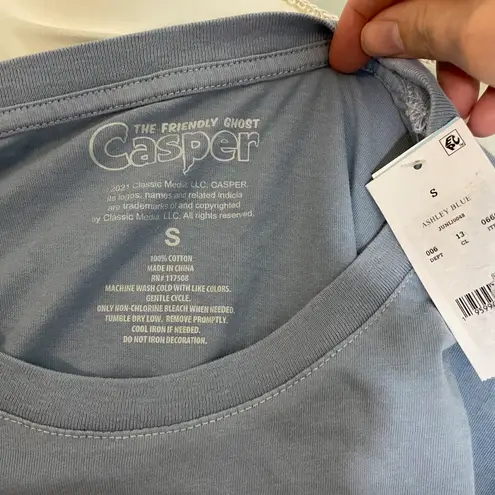 THE FRIENDLY GHOST
Casper
2021 Classic Media, LLC. CASPER,
its logos, names and related indicia
are trademarks of and copyrighted
by Classic Media, LLC. All rights reserved.
S
100% COTTON
MADE IN CHINA
RN# 117508
MACHINE WASH COLD WITH LIKE COLORS.
GENTLE CYCLE.
ONLY NON-CHLORINE BLEACH WHEN NEEDED.
TUMBLE DRY LOW. REMOVE PROMPTLY.
COOL IRON IF NEEDED.
DO NOT IRON DECORATION.
S
ASHLEY BLUE
006 13
DEPT CL